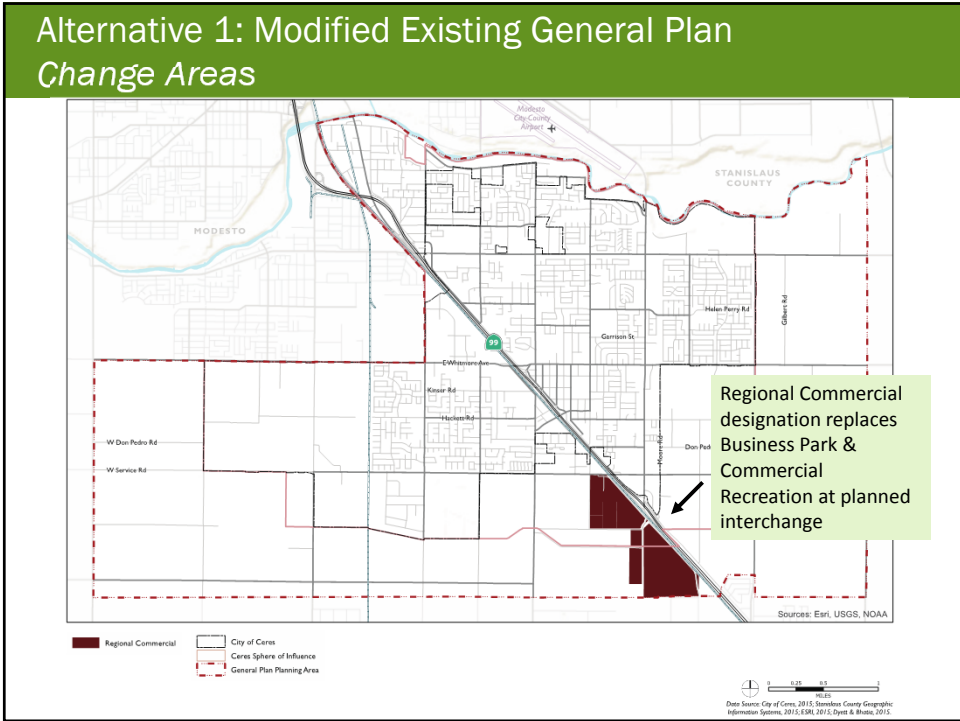 Alternative 1: Modified Existing General Plan
Change Areas
Modesto
City-County
Airport
STANISLAUS
COUNTY
MODESTO
Helen Perry Rd
Gilbert Rd
99
Garrison St
E Whitmore Ave
Kinser Rd
Hackett Rd
W Don Pedro Rd
W Service Rd
Moore Rd
Don Ped
Regional Commercial
designation replaces
Business Park &
Commercial
Recreation at planned
interchange
Sources: Esri, USGS, NOAA
Regional Commercial
City of Ceres
Ceres Sphere of Influence
General Plan Planning Area
0 0.25 0.5 1
MILES
Data Source: City of Ceres, 2015; Stanislaus County Geographic
Information Systems, 2015; ESRI, 2015; Dyett & Bhatia, 2015.